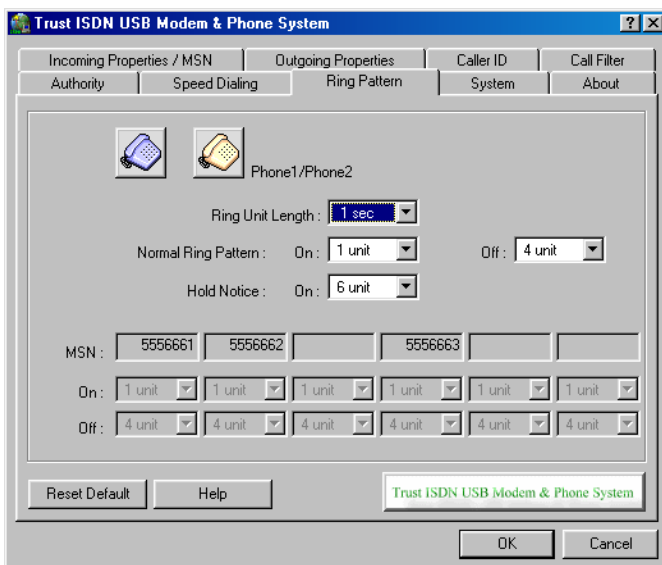 Trust ISDN USB Modem & Phone System
Incoming Properties / MSN Outgoing Properties Caller ID Call Filter
Authority Speed Dialing Ring Pattern System About
Phone1/Phone2
Ring Unit Length : 1 sec
Normal Ring Pattern : On : 1 unit Off : 4 unit
Hold Notice : On : 6 unit
MSN : 5556661 5556662 5556663
On : 1 unit 1 unit 1 unit 1 unit 1 unit 1 unit
Off : 4 unit 4 unit 4 unit 4 unit 4 unit 4 unit
Reset Default Help Trust ISDN USB Modem & Phone System
OK Cancel